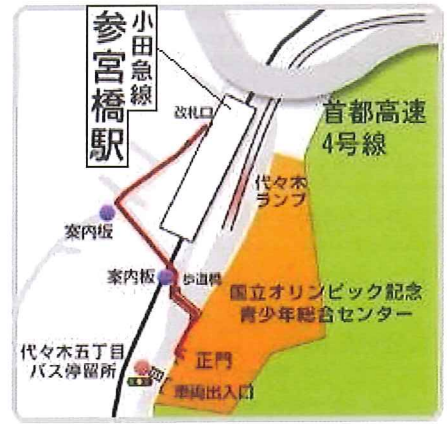 小田急線
参宮橋駅
改札口
首都高速
4号線
代々木
ランプ
案内板
案内板
歩道橋
国立オリンピック記念
青少年総合センター
代々木五丁目
バス停留所
正門
車両出入口